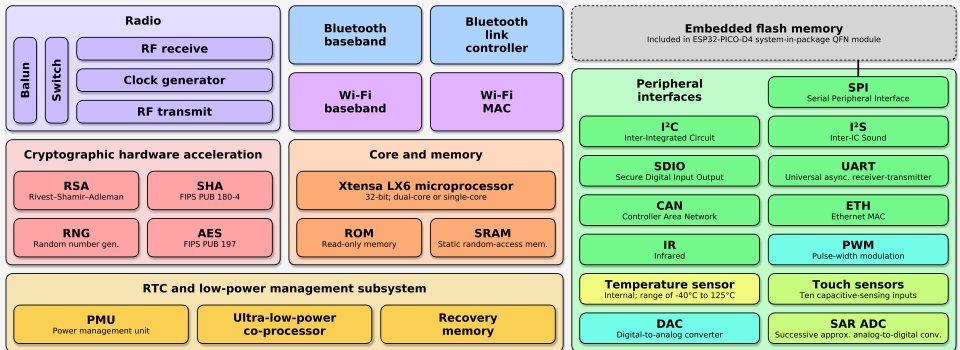 Radio
Balun
Switch
RF receive
Clock generator
RF transmit
Bluetooth
baseband
Bluetooth
link
controller
Wi-Fi
baseband
Wi-Fi
MAC
Embedded flash memory
Included in ESP32-PICO-D4 system-in-package QFN module
Cryptographic hardware acceleration
RSA
Rivest–Shamir–Adleman
SHA
FIPS PUB 180-4
RNG
Random number gen.
AES
FIPS PUB 197
Core and memory
Xtensa LX6 microprocessor
32-bit; dual-core or single-core
ROM
Read-only memory
SRAM
Static random-access mem.
RTC and low-power management subsystem
PMU
Power management unit
Ultra-low-power
co-processor
Recovery
memory
Peripheral
interfaces
SPI
Serial Peripheral Interface
I²C
Inter-Integrated Circuit
I²S
Inter-IC Sound
SDIO
Secure Digital Input Output
UART
Universal async. receiver-transmitter
CAN
Controller Area Network
ETH
Ethernet MAC
IR
Infrared
PWM
Pulse-width modulation
Temperature sensor
Internal; range of -40°C to 125°C
Touch sensors
Ten capacitive-sensing inputs
DAC
Digital-to-analog converter
SAR ADC
Successive approx. analog-to-digital conv.